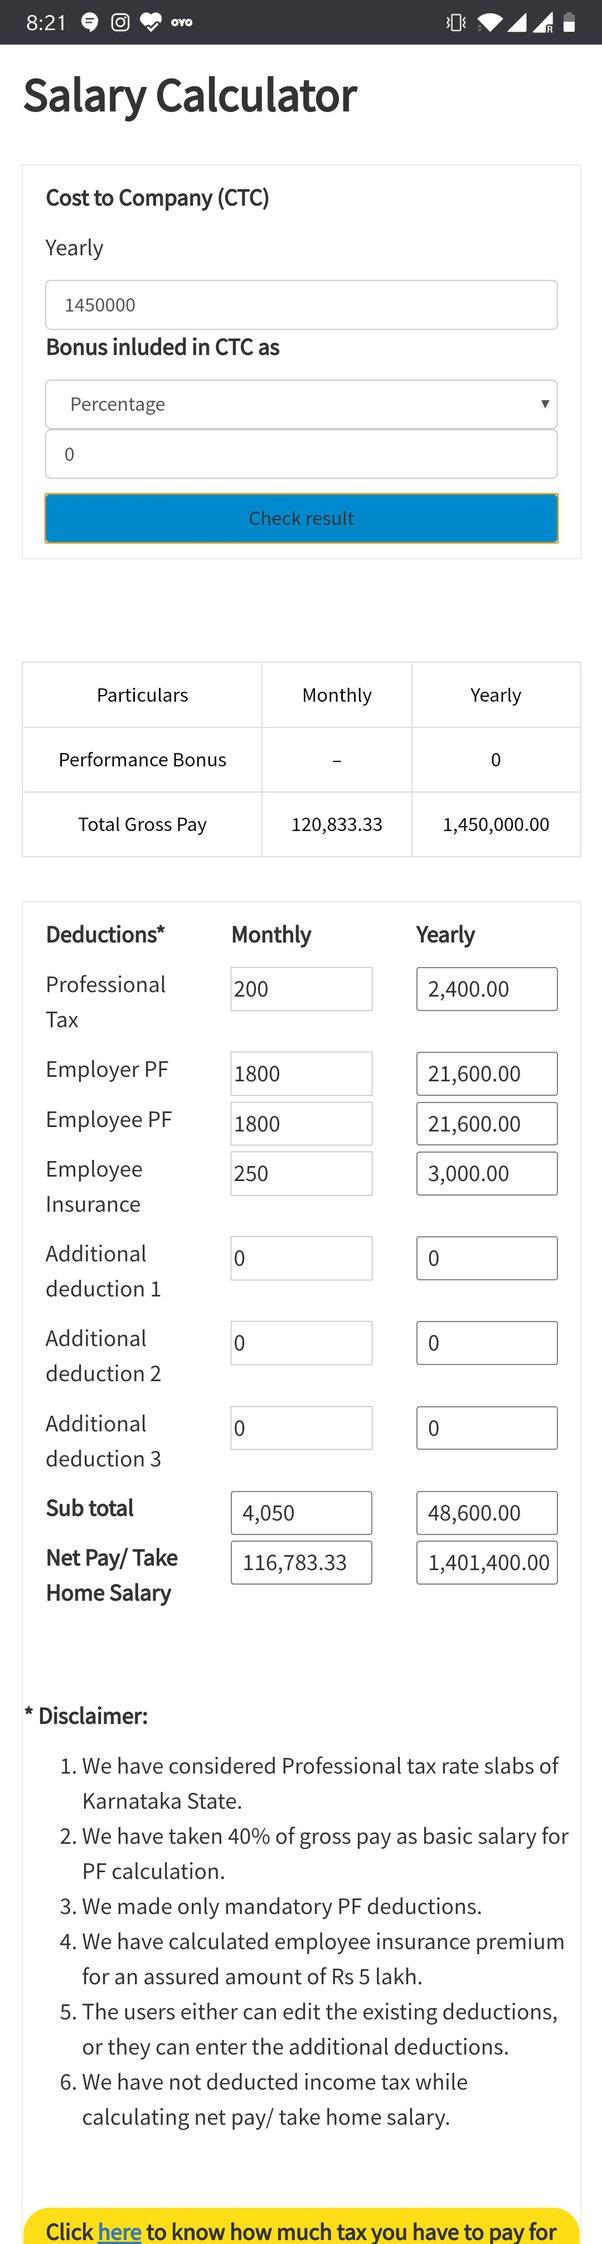 8:21
OYO
R
Salary Calculator
Cost to Company (CTC)
Yearly
1450000
Bonus inluded in CTC as
Percentage
0
Check result
Particulars Monthly Yearly
Performance Bonus – 0
Total Gross Pay 120,833.33 1,450,000.00
Deductions* Monthly Yearly
Professional 200 2,400.00
Tax
Employer PF 1800 21,600.00
Employee PF 1800 21,600.00
Employee 250 3,000.00
Insurance
Additional 0 0
deduction 1
Additional 0 0
deduction 2
Additional 0 0
deduction 3
Sub total 4,050 48,600.00
Net Pay/ Take 116,783.33 1,401,400.00
Home Salary
* Disclaimer:
1. We have considered Professional tax rate slabs of
Karnataka State.
2. We have taken 40% of gross pay as basic salary for
PF calculation.
3. We made only mandatory PF deductions.
4. We have calculated employee insurance premium
for an assured amount of Rs 5 lakh.
5. The users either can edit the existing deductions,
or they can enter the additional deductions.
6. We have not deducted income tax while
calculating net pay/ take home salary.
Click here to know how much tax you have to pay for